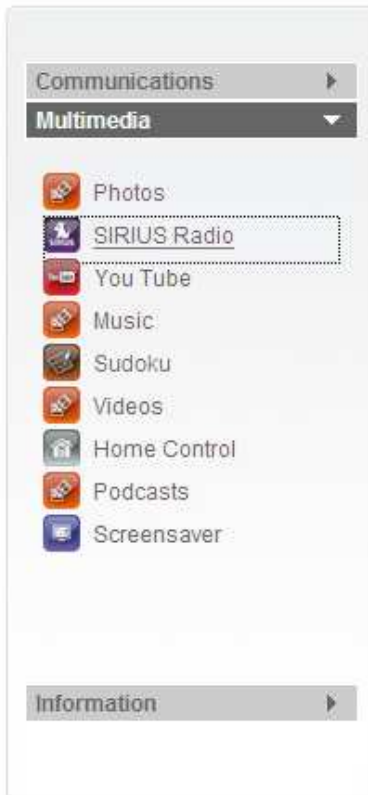 Communications
Multimedia
Photos
SIRIUS Radio
You Tube
Music
Sudoku
Videos
Home Control
Podcasts
Screensaver
Information